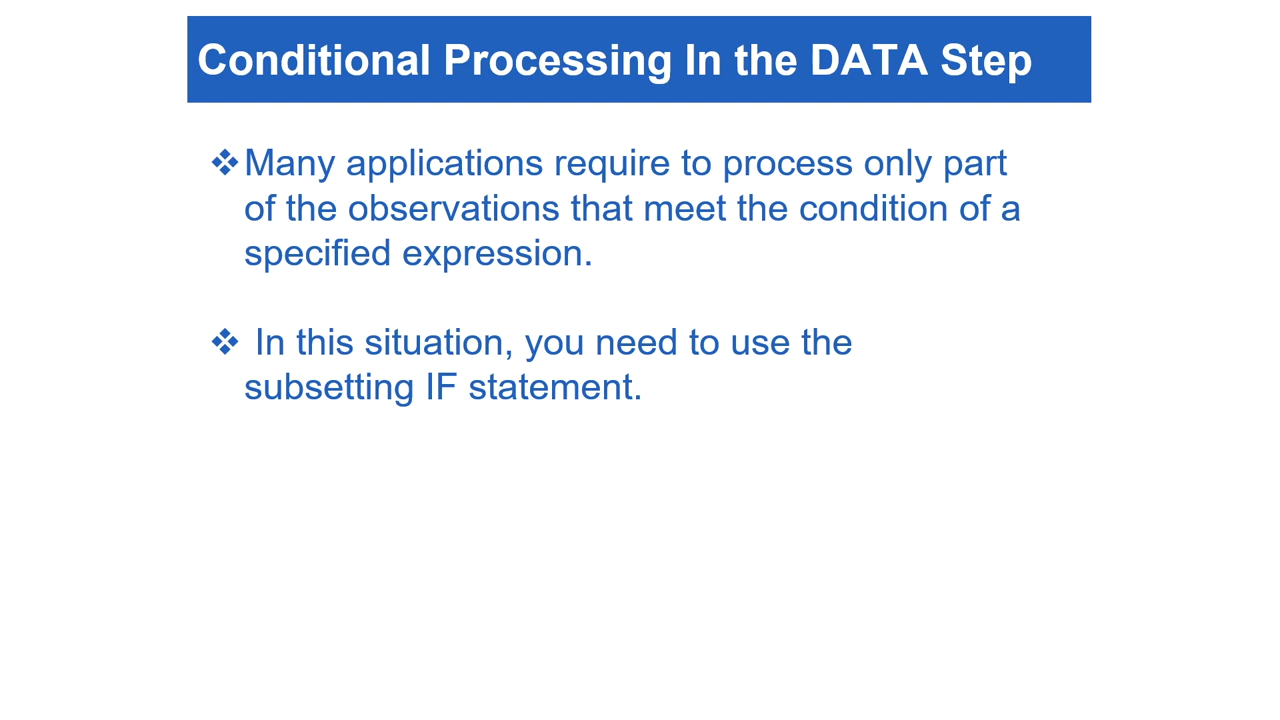 Conditional Processing In the DATA Step
❖Many applications require to process only part
of the observations that meet the condition of a
specified expression.
❖ In this situation, you need to use the
subsetting IF statement.